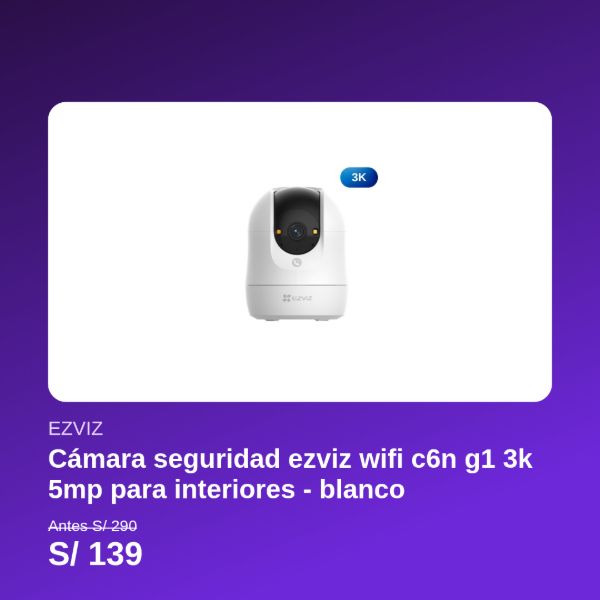 3K
EZVIZ
EZVIZ
Cámara seguridad ezviz wifi c6n g1 3k
5mp para interiores - blanco
Antes S/ 290
S/ 139